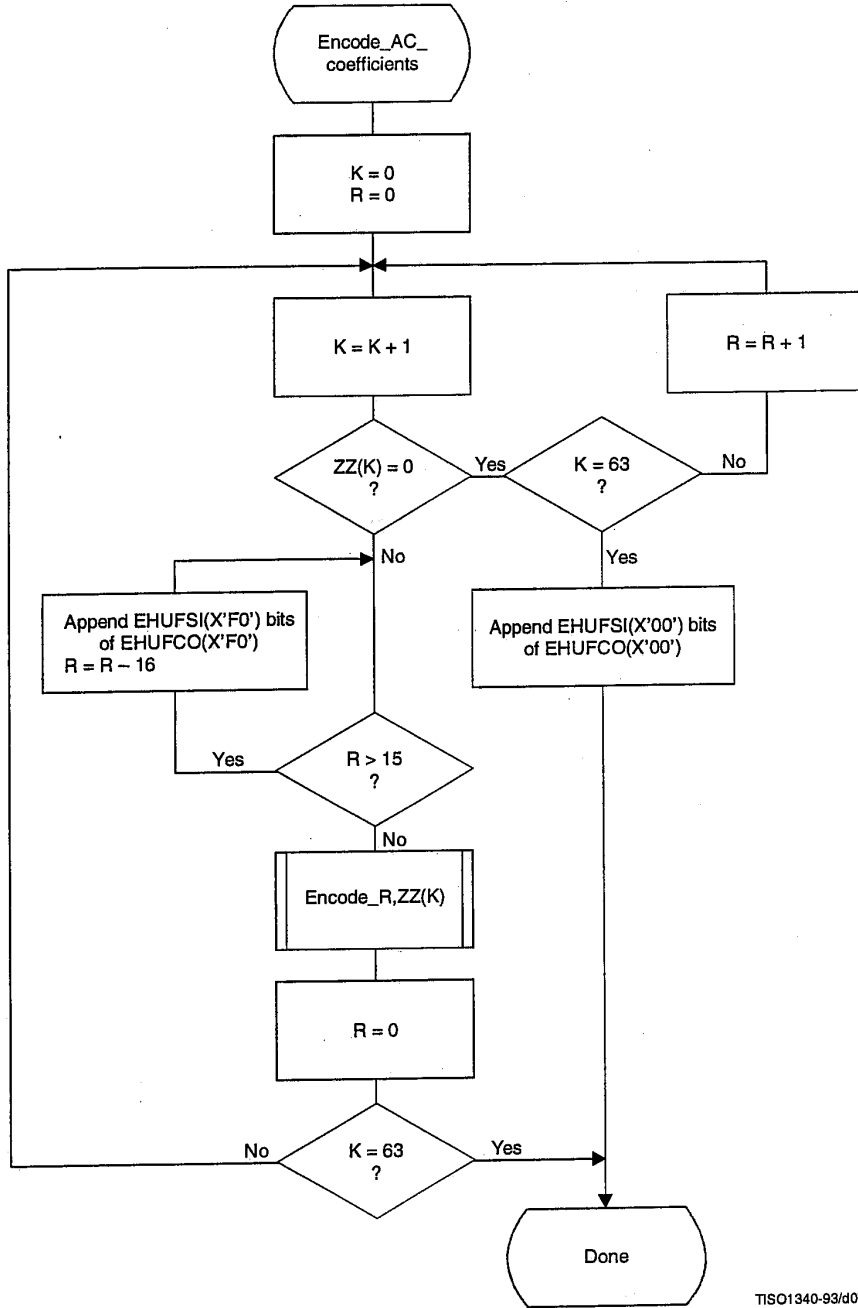 Encode_AC_
coefficients
K = 0
R = 0
K = K + 1
R = R + 1
ZZ(K) = 0
?
Yes
K = 63
?
No
No
Yes
Append EHUFSI(X'F0') bits
of EHUFCO(X'F0')
R = R – 16
Append EHUFSI(X'00') bits
of EHUFCO(X'00')
Yes
R > 15
?
No
Encode_R,ZZ(K)
R = 0
No
K = 63
?
Yes
Done
TISO1340-93/d0